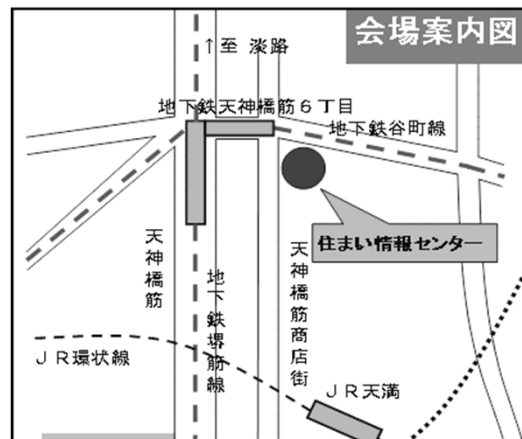 会場案内図
↑至 淡路
地下鉄天神橋筋６丁目
地下鉄谷町線
住まい情報センター
天神橋筋
地下鉄堺筋線
天神橋筋商店街
ＪＲ環状線
ＪＲ天満